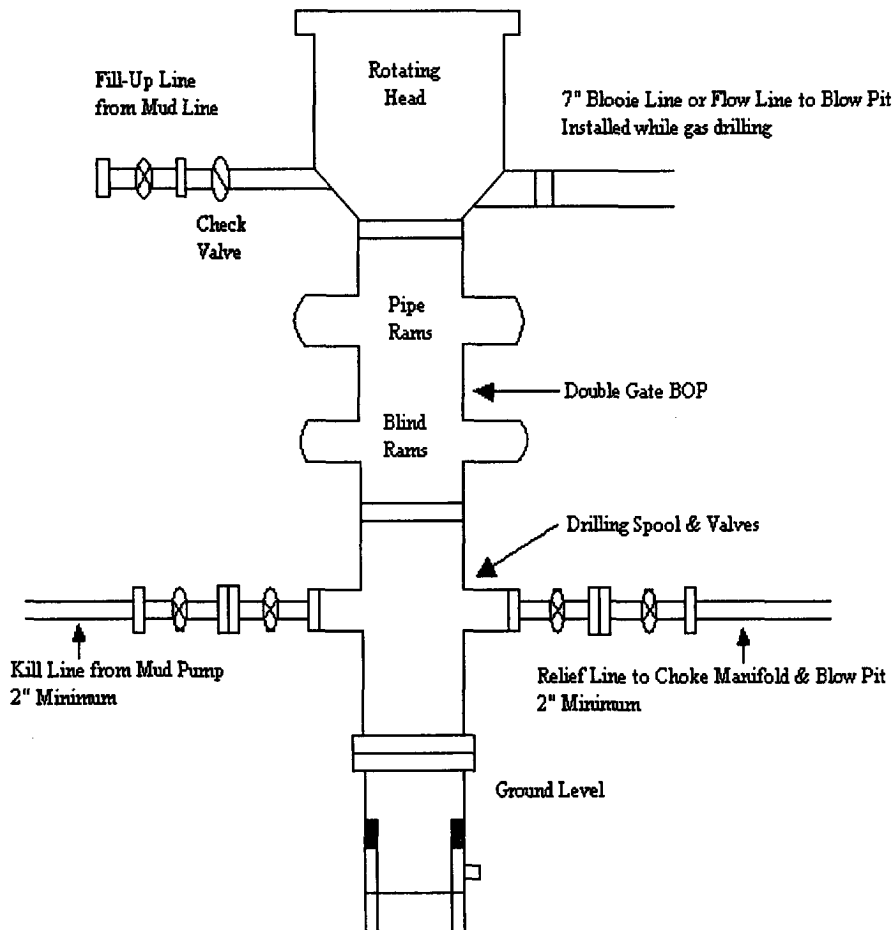 Rotating
Head
Fill-Up Line
from Mud Line
7" Blooie Line or Flow Line to Blow Pit
Installed while gas drilling
Check
Valve
Pipe
Rams
Double Gate BOP
Blind
Rams
Drilling Spool & Valves
Kill Line from Mud Pump
2" Minimum
Relief Line to Choke Manifold & Blow Pit
2" Minimum
Ground Level